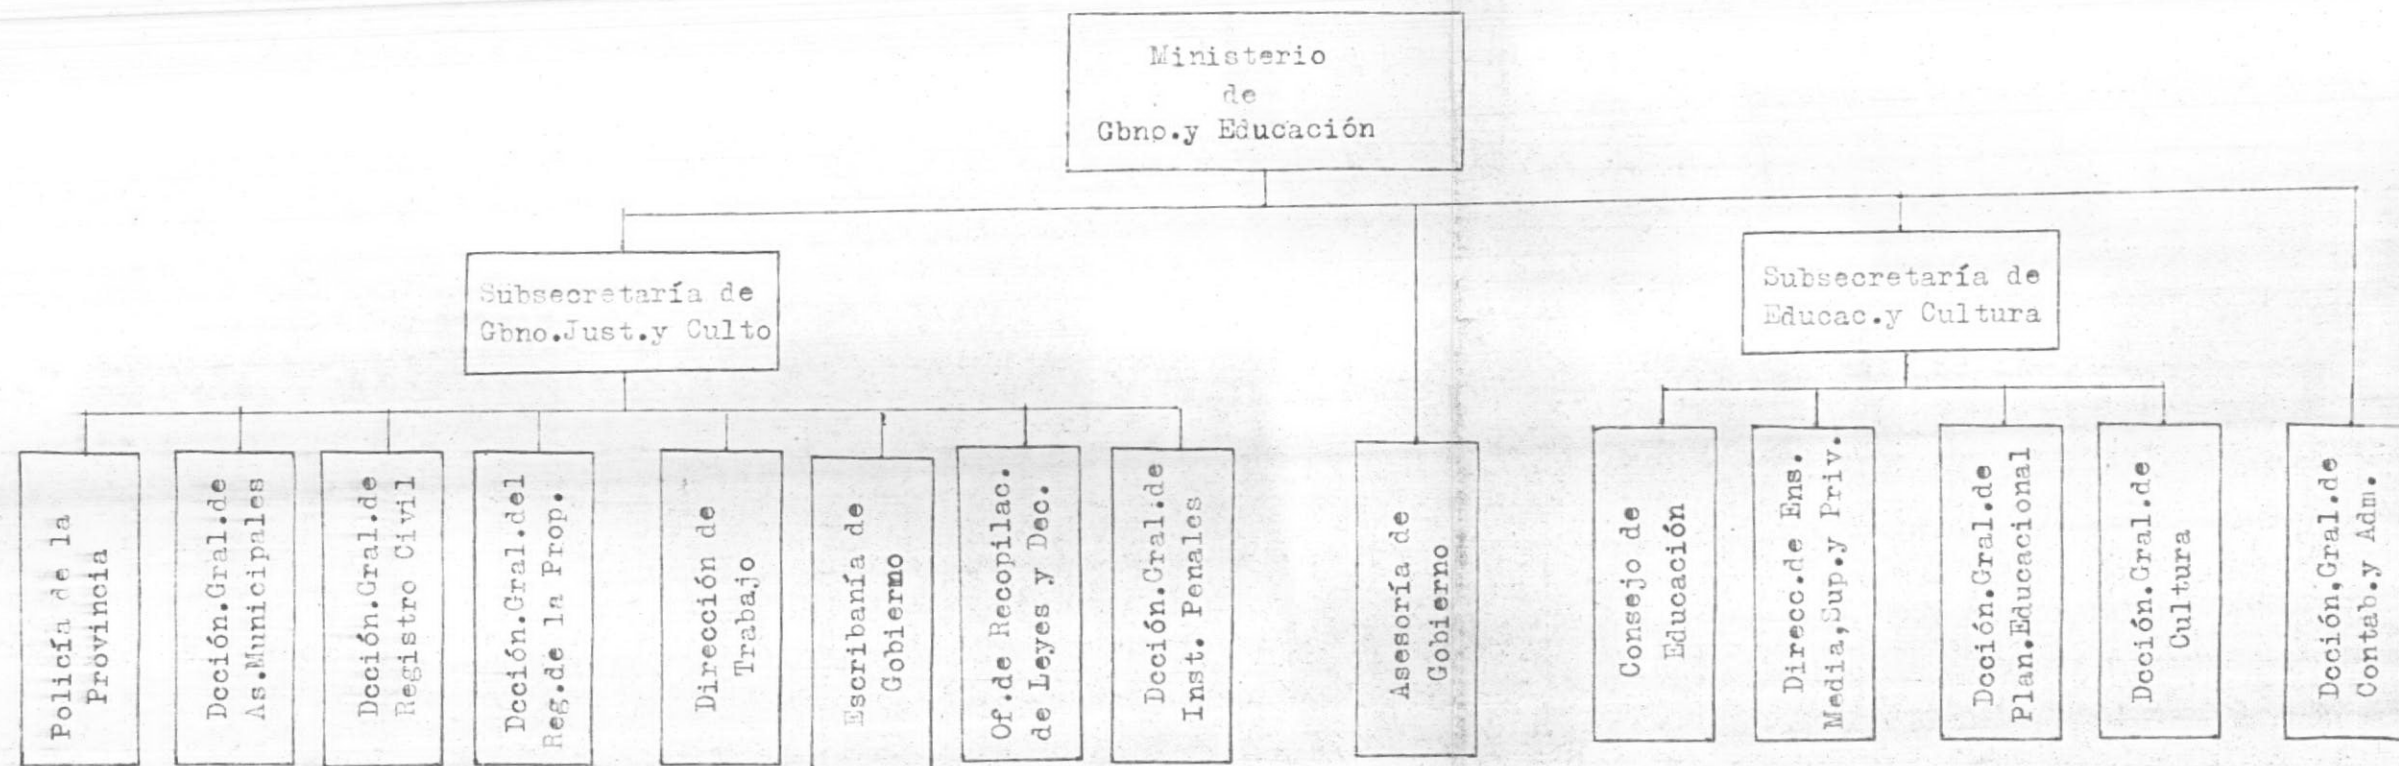 Ministerio
de
Gbno.y Educación
Subsecretaría de
Gbno.Just.y Culto
Subsecretaría de
Educac.y Cultura
Policía de la
Provincia
Dcción.Gral.de
As.Municipales
Dcción.Gral.de
Registro Civil
Dcción.Gral.del
Reg.de la Prop.
Dirección de
Trabajo
Escribanía de
Gobierno
Of.de Recopilac.
de Leyes y Dec.
Dcción.Gral.de
Inst. Penales
Asesoría de
Gobierno
Consejo de
Educación
Direcc.de Ens.
Media,Sup.y Priv.
Dcción.Gral.de
Plan.Educacional
Dcción.Gral.de
Cultura
Dcción.Gral.de
Contab.y Adm.